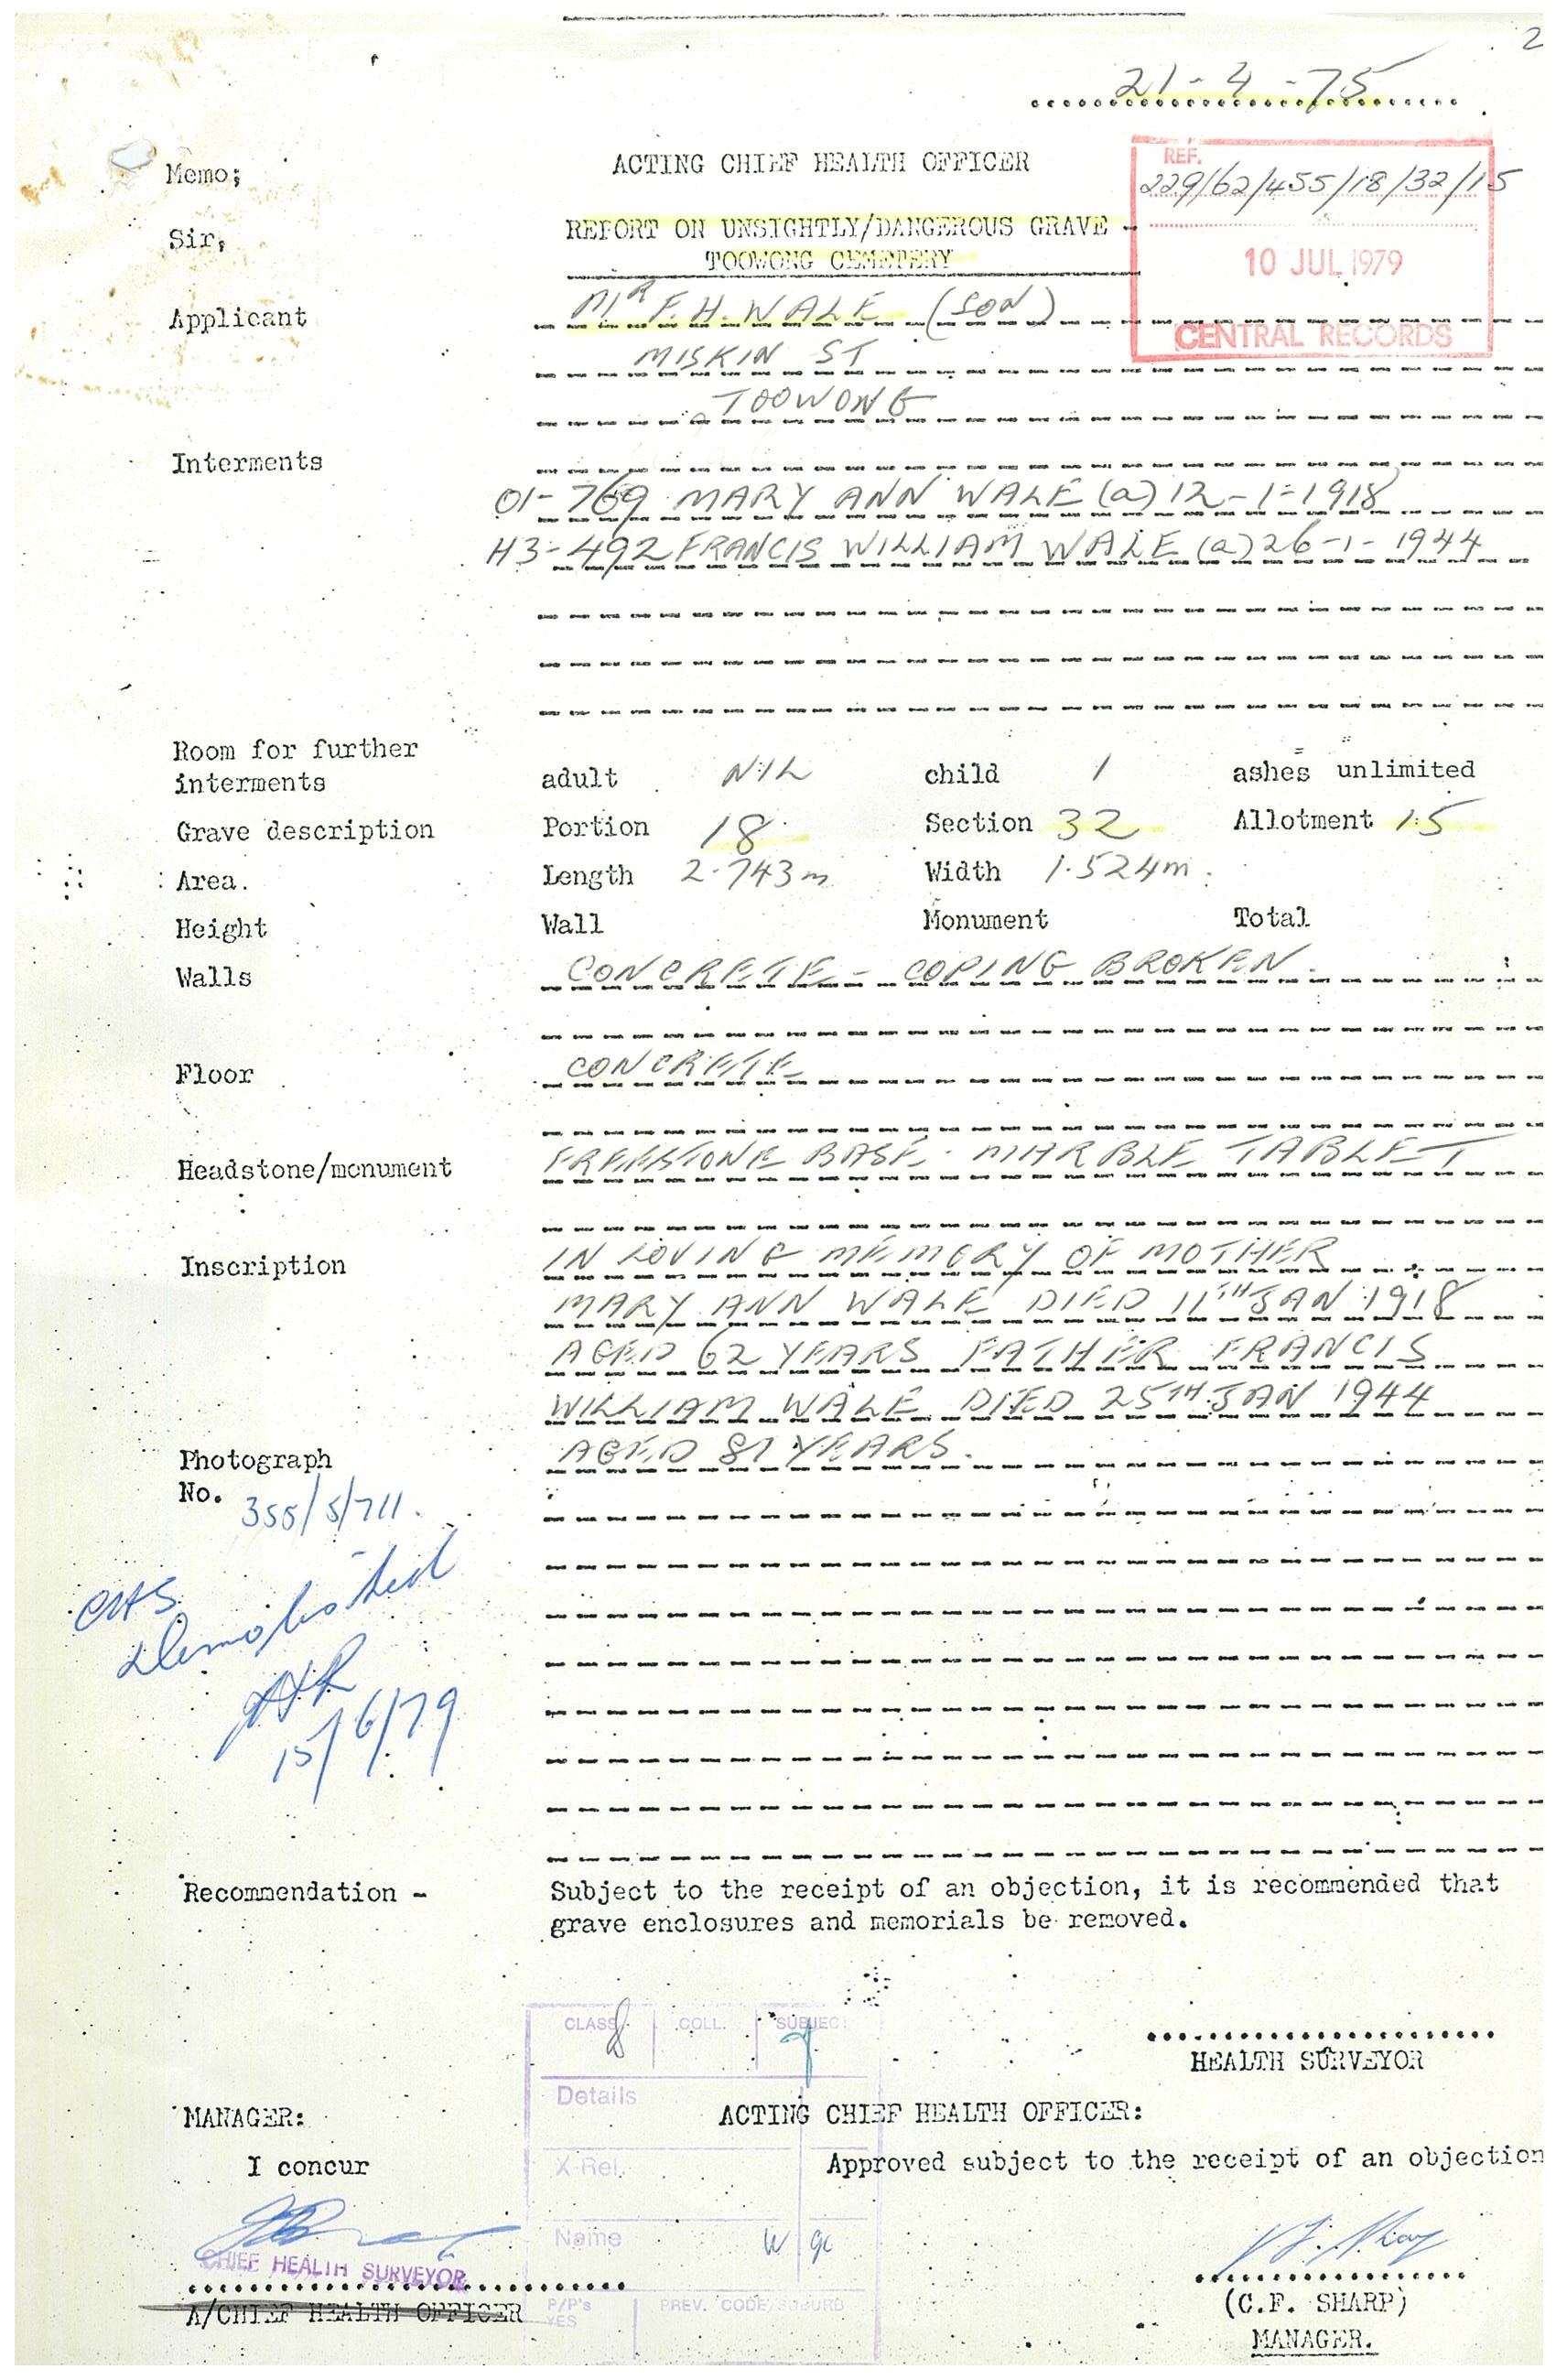 2
21-4-75
Memo;
ACTING CHIEF HEALTH OFFICER
REF.
229/62/455/18/32/15
Sir,
REPORT ON UNSIGHTLY/DANGEROUS GRAVE -
TOOWONG CEMETERY
10 JUL 1979
CENTRAL RECORDS
Applicant MR F.H. WALE (SON)
MISKIN ST
TOOWONG
Interments
01-769 MARY ANN WALE (a) 12-1-1918
H3-492 FRANCIS WILLIAM WALE (a) 26-1-1944
Room for further
interments adult NIL child 1 ashes unlimited
Grave description Portion 18 Section 32 Allotment 15
Area. Length 2.743m Width 1.524m.
Height Wall Monument Total
Walls CONCRETE - COPING BROKEN.
Floor CONCRETE
Headstone/monument FREESTONE BASE. MARBLE TABLET
Inscription IN LOVING MEMORY OF MOTHER
MARY ANN WALE DIED 11TH JAN 1918
AGED 62 YEARS FATHER FRANCIS
WILLIAM WALE DIED 25TH JAN 1944
AGED 81 YEARS.
Photograph
No. 355/5/711.
Demolished
15/6/79
Recommendation - Subject to the receipt of an objection, it is recommended that
grave enclosures and memorials be removed.
CLASS 8 COLL. SUBJECT
HEALTH SURVEYOR
Details
MANAGER: ACTING CHIEF HEALTH OFFICER:
I concur X-Rel. Approved subject to the receipt of an objection
Name
CHIEF HEALTH SURVEYOR
A/CHIEF HEALTH OFFICER
P/P's
YES
PREV. CODE/SUBURB
(C.F. SHARP)
MANAGER.